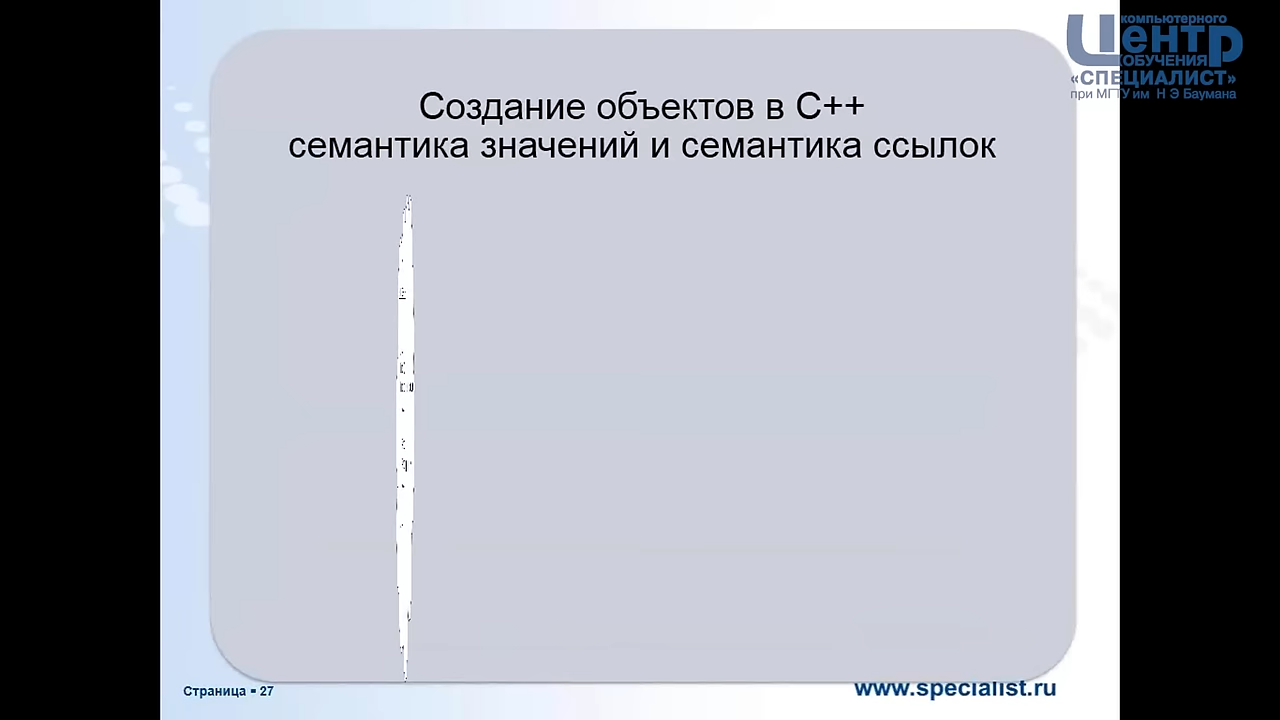 компьютерного
Центр
ОБУЧЕНИЯ
«СПЕЦИАЛИСТ»
при МГТУ им Н Э Баумана
Создание объектов в C++
семантика значений и семантика ссылок
Страница ▪ 27
www.specialist.ru